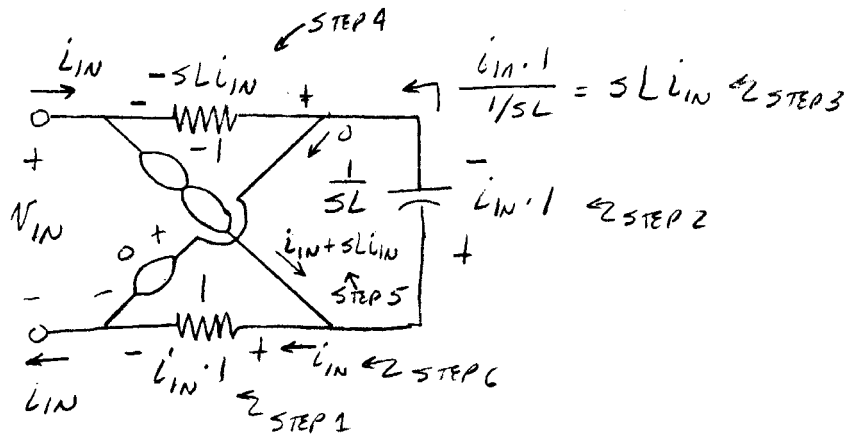 STEP 4
i_IN
-sLi_IN
i_IN · 1 / 1/sL = sLi_IN STEP 3
- +
-1
0
+
1/sL
-
i_IN · 1 STEP 2
V_IN
0 +
i_IN + sLi_IN
+
-
-
1
STEP 5
- i_IN · 1 + i_IN STEP 6
i_IN
STEP 1